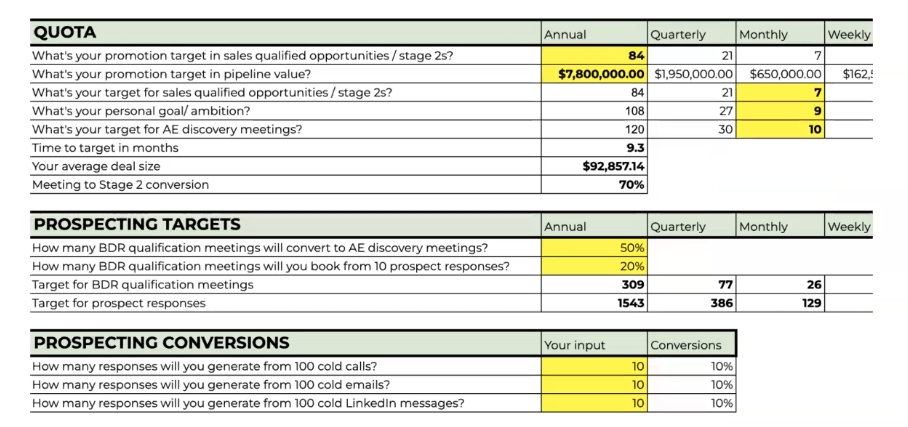 QUOTA Annual Quarterly Monthly Weekly
What's your promotion target in sales qualified opportunities / stage 2s? 84 21 7
What's your promotion target in pipeline value? $7,800,000.00 $1,950,000.00 $650,000.00 $162,5
What's your target for sales qualified opportunities / stage 2s? 84 21 7
What's your personal goal/ ambition? 108 27 9
What's your target for AE discovery meetings? 120 30 10
Time to target in months 9.3
Your average deal size $92,857.14
Meeting to Stage 2 conversion 70%
PROSPECTING TARGETS Annual Quarterly Monthly Weekly
How many BDR qualification meetings will convert to AE discovery meetings? 50%
How many BDR qualification meetings will you book from 10 prospect responses? 20%
Target for BDR qualification meetings 309 77 26
Target for prospect responses 1543 386 129
PROSPECTING CONVERSIONS Your input Conversions
How many responses will you generate from 100 cold calls? 10 10%
How many responses will you generate from 100 cold emails? 10 10%
How many responses will you generate from 100 cold LinkedIn messages? 10 10%